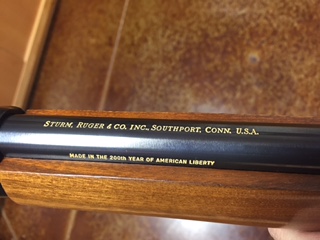 STURM, RUGER & CO. INC., SOUTHPORT, CONN. U.S.A.
MADE IN THE 200th YEAR OF AMERICAN LIBERTY